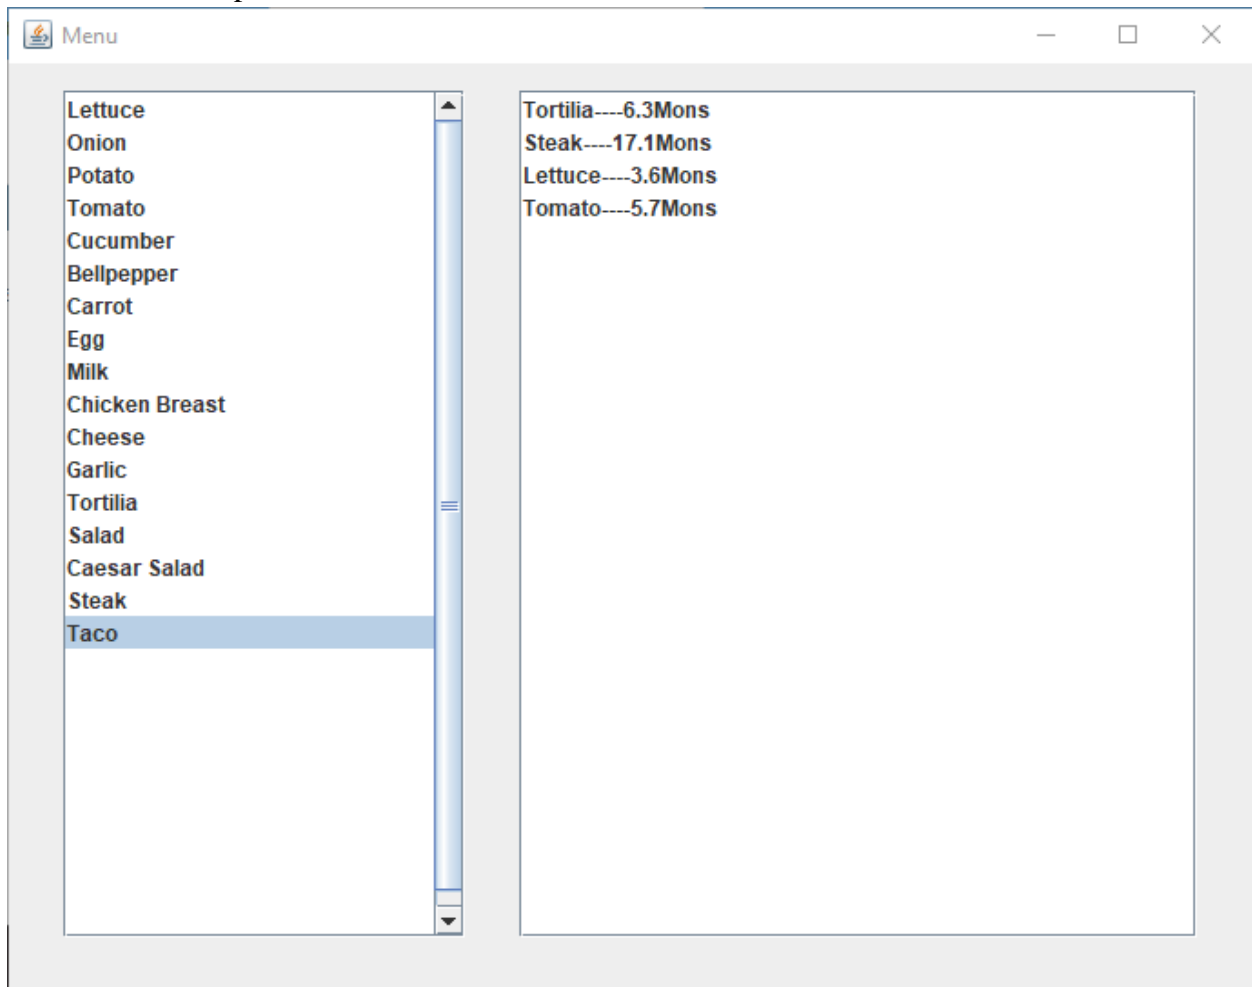 Menu
Lettuce
Onion
Potato
Tomato
Cucumber
Bellpepper
Carrot
Egg
Milk
Chicken Breast
Cheese
Garlic
Tortilia
Salad
Caesar Salad
Steak
Taco
Tortilia----6.3Mons
Steak----17.1Mons
Lettuce----3.6Mons
Tomato----5.7Mons